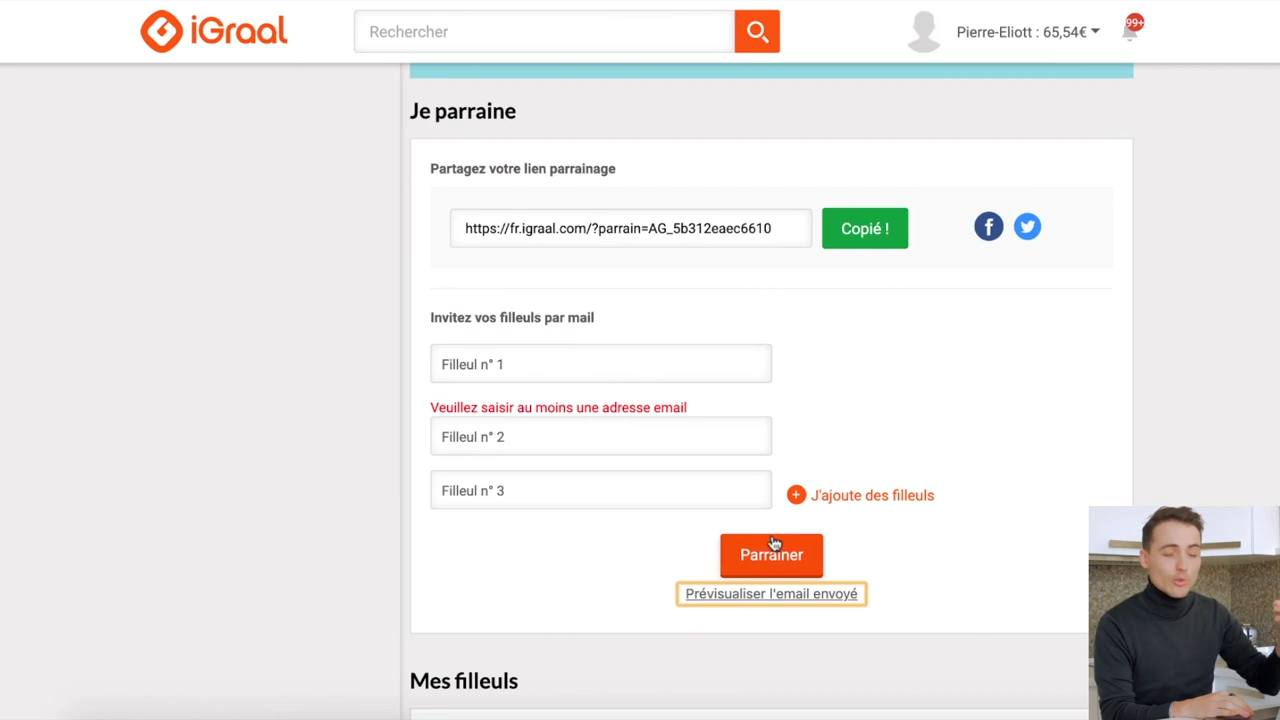 iGraal
Rechercher
Pierre-Eliott : 65,54€
99+
Je parraine
Partagez votre lien parrainage
https://fr.igraal.com/?parrain=AG_5b312eaec6610
Copié !
Invitez vos filleuls par mail
Filleul n° 1
Veuillez saisir au moins une adresse email
Filleul n° 2
Filleul n° 3
J'ajoute des filleuls
Parrainer
Prévisualiser l'email envoyé
Mes filleuls